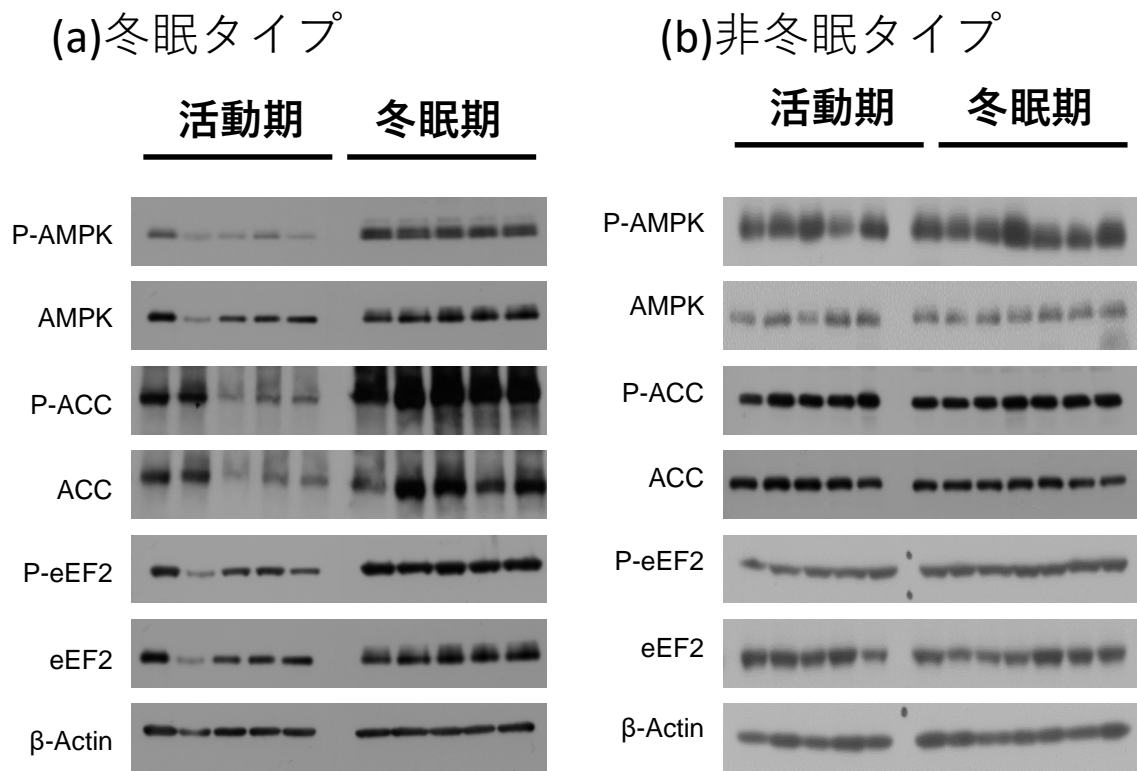 (a)冬眠タイプ
活動期 冬眠期
P-AMPK
AMPK
P-ACC
ACC
P-eEF2
eEF2
β-Actin
(b)非冬眠タイプ
活動期 冬眠期
P-AMPK
AMPK
P-ACC
ACC
P-eEF2
eEF2
β-Actin